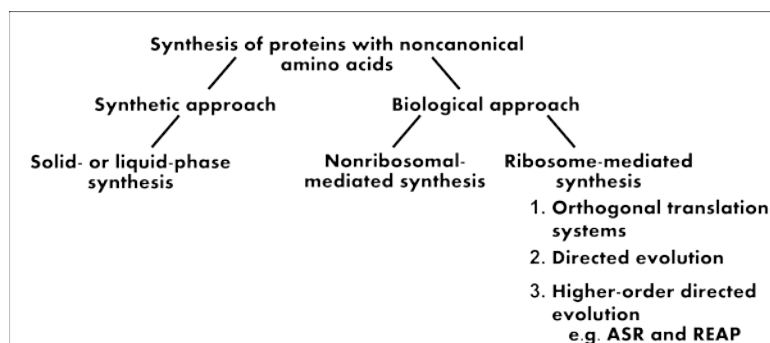 Synthesis of proteins with noncanonical
amino acids
Synthetic approach
Biological approach
Solid- or liquid-phase
synthesis
Nonribosomal-
mediated synthesis
Ribosome-mediated
synthesis
1. Orthogonal translation
systems
2. Directed evolution
3. Higher-order directed
evolution
e.g. ASR and REAP